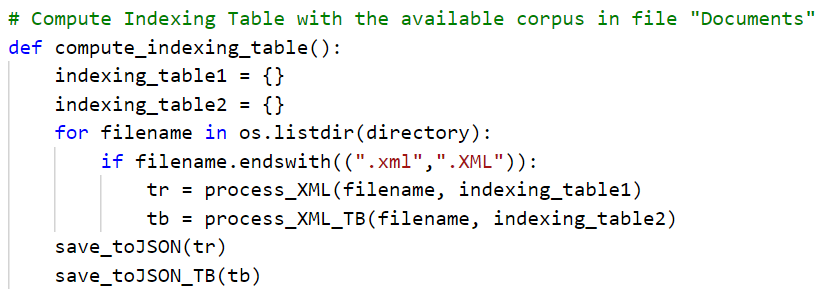 # Compute Indexing Table with the available corpus in file "Documents"
def compute_indexing_table():
    indexing_table1 = {}
    indexing_table2 = {}
    for filename in os.listdir(directory):
        if filename.endswith((".xml",".XML")):
            tr = process_XML(filename, indexing_table1)
            tb = process_XML_TB(filename, indexing_table2)
    save_toJSON(tr)
    save_toJSON_TB(tb)